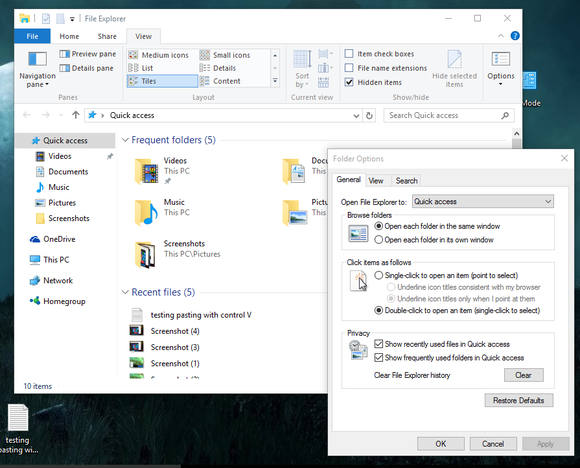 File Explorer
File Home Share View
Navigation pane
Preview pane
Details pane
Panes
Medium icons Small icons
List Details
Tiles Content
Layout
Sort by
Current view
Item check boxes
File name extensions
Hidden items
Hide selected items
Show/hide
Options
Quick access
Search Quick access
Quick access
Videos
Documents
Music
Pictures
Screenshots
OneDrive
This PC
Network
Homegroup
Frequent folders (5)
Videos
This PC
Music
This PC
Screenshots
This PC\Pictures
Recent files (5)
testing pasting with control V
Screenshot (4)
Screenshot (3)
Screenshot (1)
10 items
Mode
Folder Options
General View Search
Open File Explorer to: Quick access
Browse folders
Open each folder in the same window
Open each folder in its own window
Click items as follows
Single-click to open an item (point to select)
Underline icon titles consistent with my browser
Underline icon titles only when I point at them
Double-click to open an item (single-click to select)
Privacy
Show recently used files in Quick access
Show frequently used folders in Quick access
Clear File Explorer history Clear
Restore Defaults
OK Cancel Apply
testing
pasting wi...